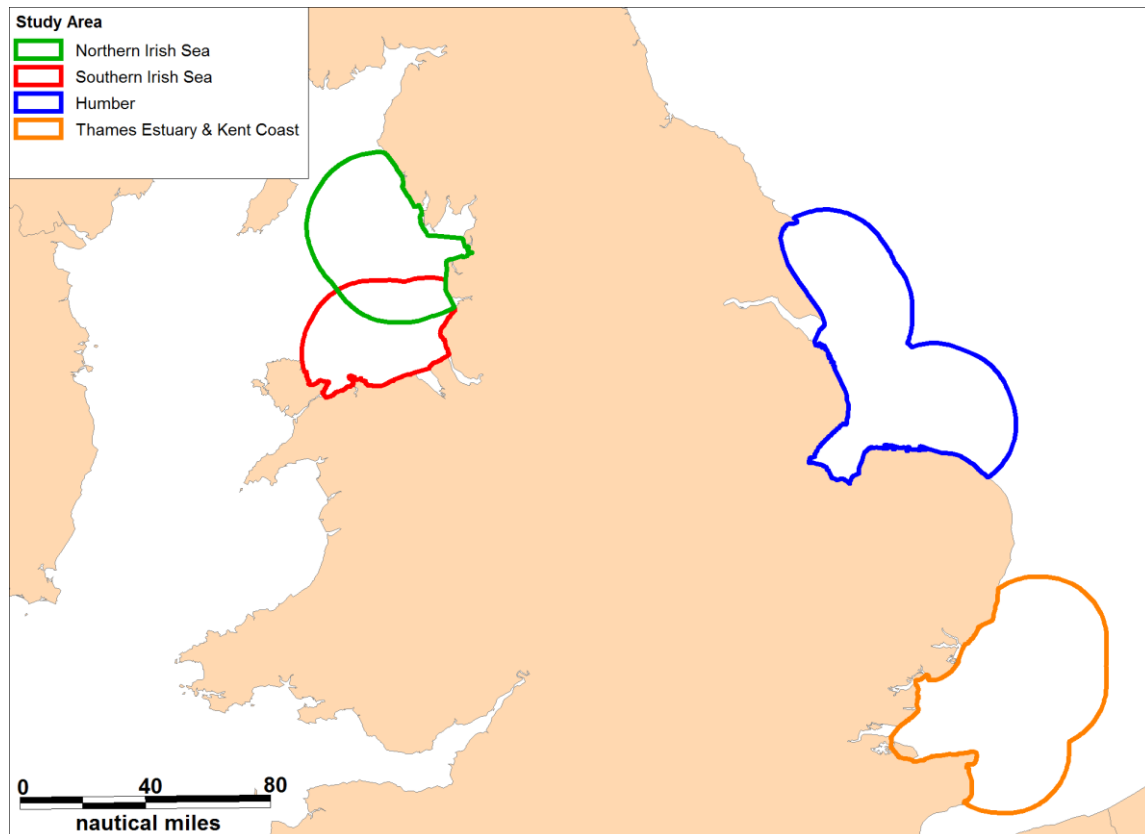 Study Area
Northern Irish Sea
Southern Irish Sea
Humber
Thames Estuary & Kent Coast
0 40 80
nautical miles